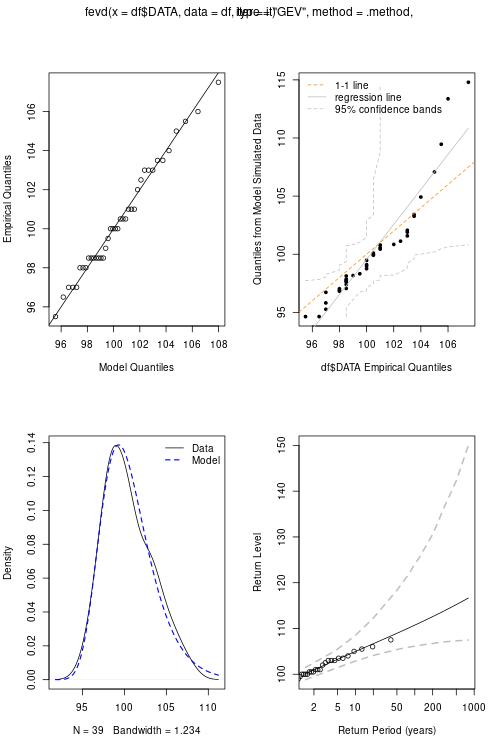 fevd(x = df$DATA, data = df, type = "GEV", method = .method,
106
104
102
100
98
96
Empirical Quantiles
96 98 100 102 104 106 108
Model Quantiles
1-1 line
regression line
95% confidence bands
115
110
105
100
95
Quantiles from Model Simulated Data
96 98 100 102 104 106
df$DATA Empirical Quantiles
Data
Model
0.14
0.12
0.10
0.08
0.06
0.04
0.02
0.00
Density
95 100 105 110
N = 39 Bandwidth = 1.234
150
140
130
120
110
100
Return Level
2 5 10 20 50 200 1000
Return Period (years)